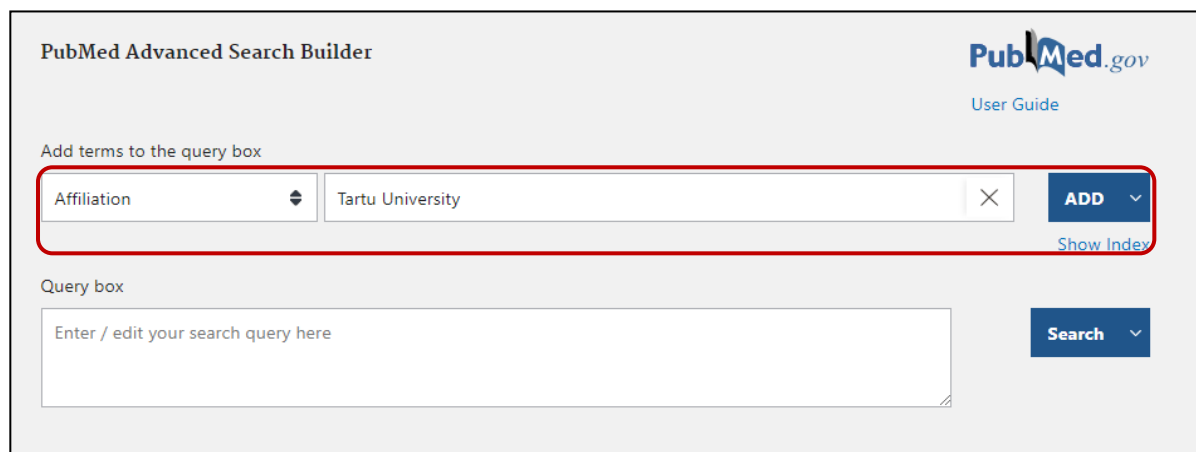 PubMed Advanced Search Builder
PubMed.gov
User Guide
Add terms to the query box
Affiliation
Tartu University
ADD
Show Index
Query box
Enter / edit your search query here
Search